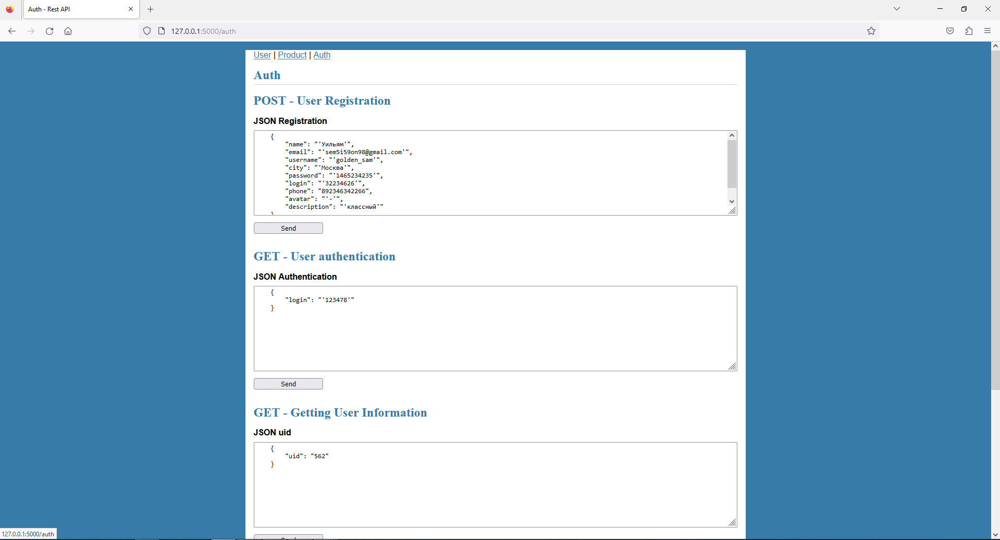 Auth - Rest API
127.0.0.1:5000/auth
User | Product | Auth
Auth
POST - User Registration
JSON Registration
{
"name": "'Уильям'",
"email": "'sem5i59on98@gmail.com'",
"username": "'golden_sam'",
"city": "'Москва'",
"password": "'1465234235'",
"login": "'32234626'",
"phone": "892346342266",
"avatar": "'-'",
"description": "'классный'"
}
Send
GET - User authentication
JSON Authentication
{
"login": "'123478'"
}
Send
GET - Getting User Information
JSON uid
{
"uid": "562"
}
127.0.0.1:5000/auth